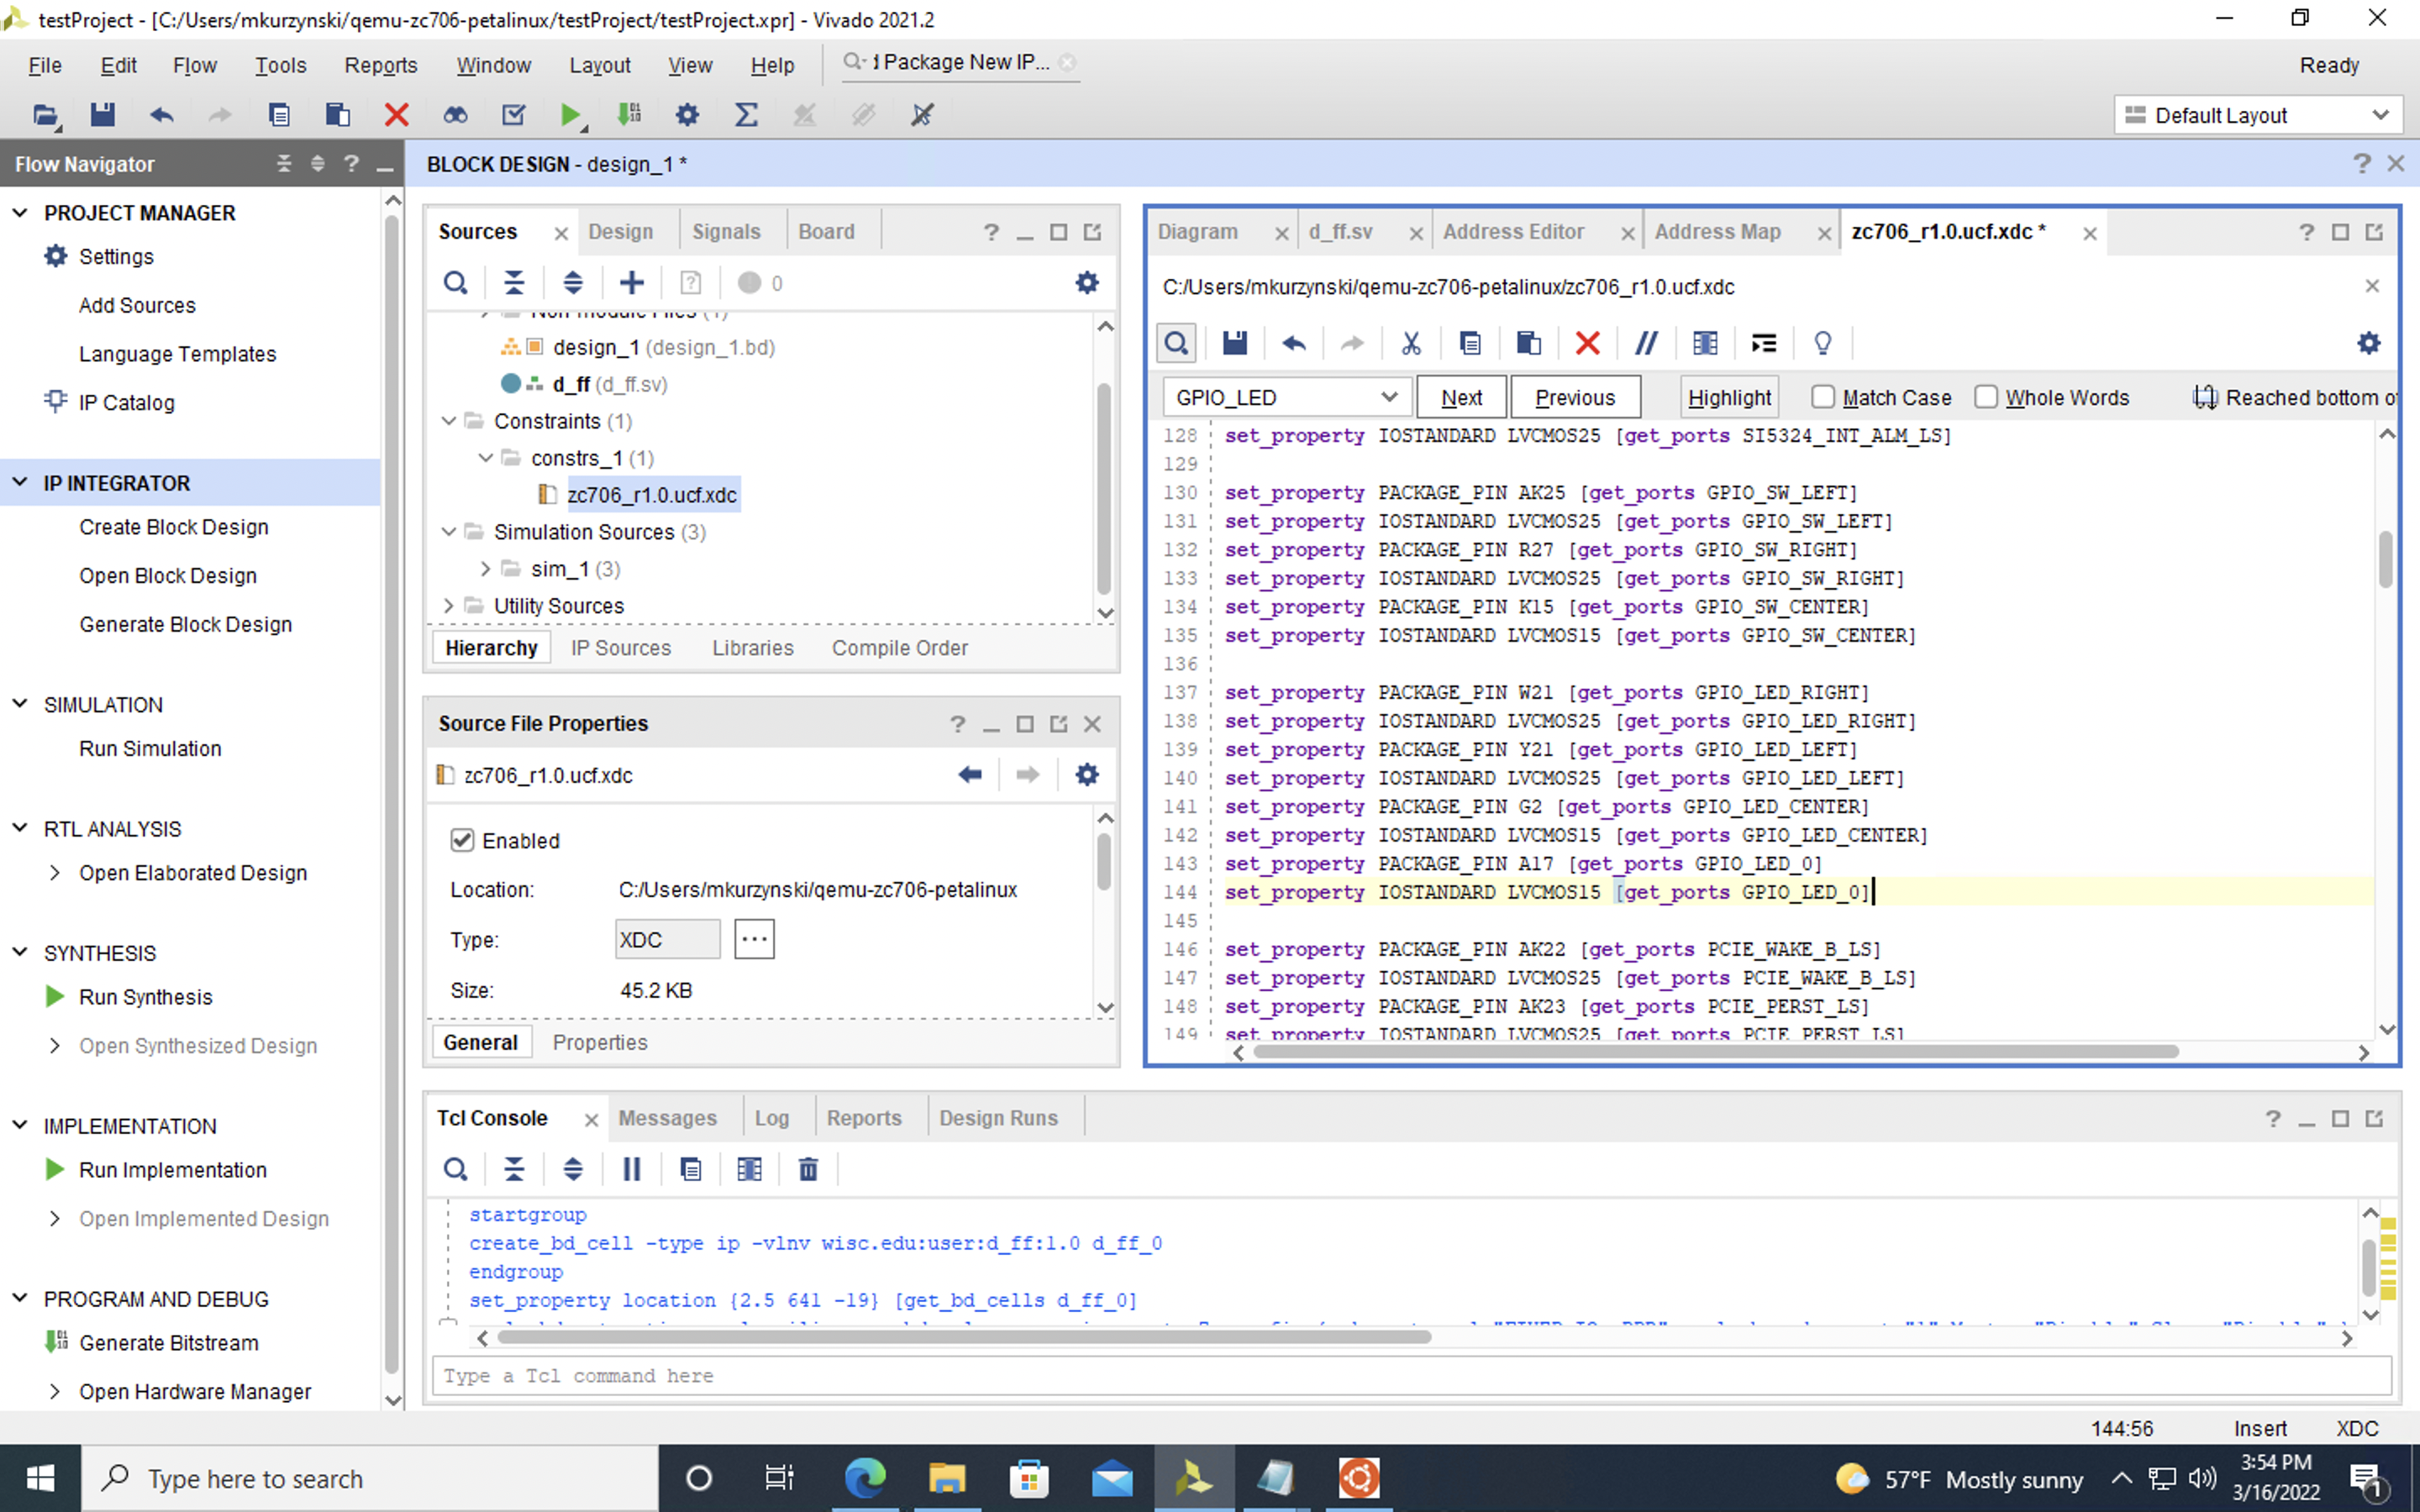 testProject - [C:/Users/mkurzynski/qemu-zc706-petalinux/testProject/testProject.xpr] - Vivado 2021.2
File Edit Flow Tools Reports Window Layout View Help Package New IP... Ready
Default Layout
Flow Navigator
PROJECT MANAGER
Settings
Add Sources
Language Templates
IP Catalog
IP INTEGRATOR
Create Block Design
Open Block Design
Generate Block Design
SIMULATION
Run Simulation
RTL ANALYSIS
Open Elaborated Design
SYNTHESIS
Run Synthesis
Open Synthesized Design
IMPLEMENTATION
Run Implementation
Open Implemented Design
PROGRAM AND DEBUG
Generate Bitstream
Open Hardware Manager
BLOCK DESIGN - design_1 *
Sources Design Signals Board
0
Non-module Files (1)
design_1 (design_1.bd)
d_ff (d_ff.sv)
Constraints (1)
constrs_1 (1)
zc706_r1.0.ucf.xdc
Simulation Sources (3)
sim_1 (3)
Utility Sources
Hierarchy IP Sources Libraries Compile Order
Source File Properties
zc706_r1.0.ucf.xdc
Enabled
Location: C:/Users/mkurzynski/qemu-zc706-petalinux
Type: XDC ...
Size: 45.2 KB
General Properties
Diagram d_ff.sv Address Editor Address Map zc706_r1.0.ucf.xdc *
C:/Users/mkurzynski/qemu-zc706-petalinux/zc706_r1.0.ucf.xdc
GPIO_LED Next Previous Highlight Match Case Whole Words Reached bottom of
128 set_property IOSTANDARD LVCMOS25 [get_ports SI5324_INT_ALM_LS]
129
130 set_property PACKAGE_PIN AK25 [get_ports GPIO_SW_LEFT]
131 set_property IOSTANDARD LVCMOS25 [get_ports GPIO_SW_LEFT]
132 set_property PACKAGE_PIN R27 [get_ports GPIO_SW_RIGHT]
133 set_property IOSTANDARD LVCMOS25 [get_ports GPIO_SW_RIGHT]
134 set_property PACKAGE_PIN K15 [get_ports GPIO_SW_CENTER]
135 set_property IOSTANDARD LVCMOS15 [get_ports GPIO_SW_CENTER]
136
137 set_property PACKAGE_PIN W21 [get_ports GPIO_LED_RIGHT]
138 set_property IOSTANDARD LVCMOS25 [get_ports GPIO_LED_RIGHT]
139 set_property PACKAGE_PIN Y21 [get_ports GPIO_LED_LEFT]
140 set_property IOSTANDARD LVCMOS25 [get_ports GPIO_LED_LEFT]
141 set_property PACKAGE_PIN G2 [get_ports GPIO_LED_CENTER]
142 set_property IOSTANDARD LVCMOS15 [get_ports GPIO_LED_CENTER]
143 set_property PACKAGE_PIN A17 [get_ports GPIO_LED_0]
144 set_property IOSTANDARD LVCMOS15 [get_ports GPIO_LED_0]
145
146 set_property PACKAGE_PIN AK22 [get_ports PCIE_WAKE_B_LS]
147 set_property IOSTANDARD LVCMOS25 [get_ports PCIE_WAKE_B_LS]
148 set_property PACKAGE_PIN AK23 [get_ports PCIE_PERST_LS]
149 set_property IOSTANDARD LVCMOS25 [get_ports PCIE_PERST_LS]
Tcl Console Messages Log Reports Design Runs
startgroup
create_bd_cell -type ip -vlnv wisc.edu:user:d_ff:1.0 d_ff_0
endgroup
set_property location {2.5 641 -19} [get_bd_cells d_ff_0]
Type a Tcl command here
144:56 Insert XDC
Type here to search
57°F Mostly sunny
3:54 PM
3/16/2022
1